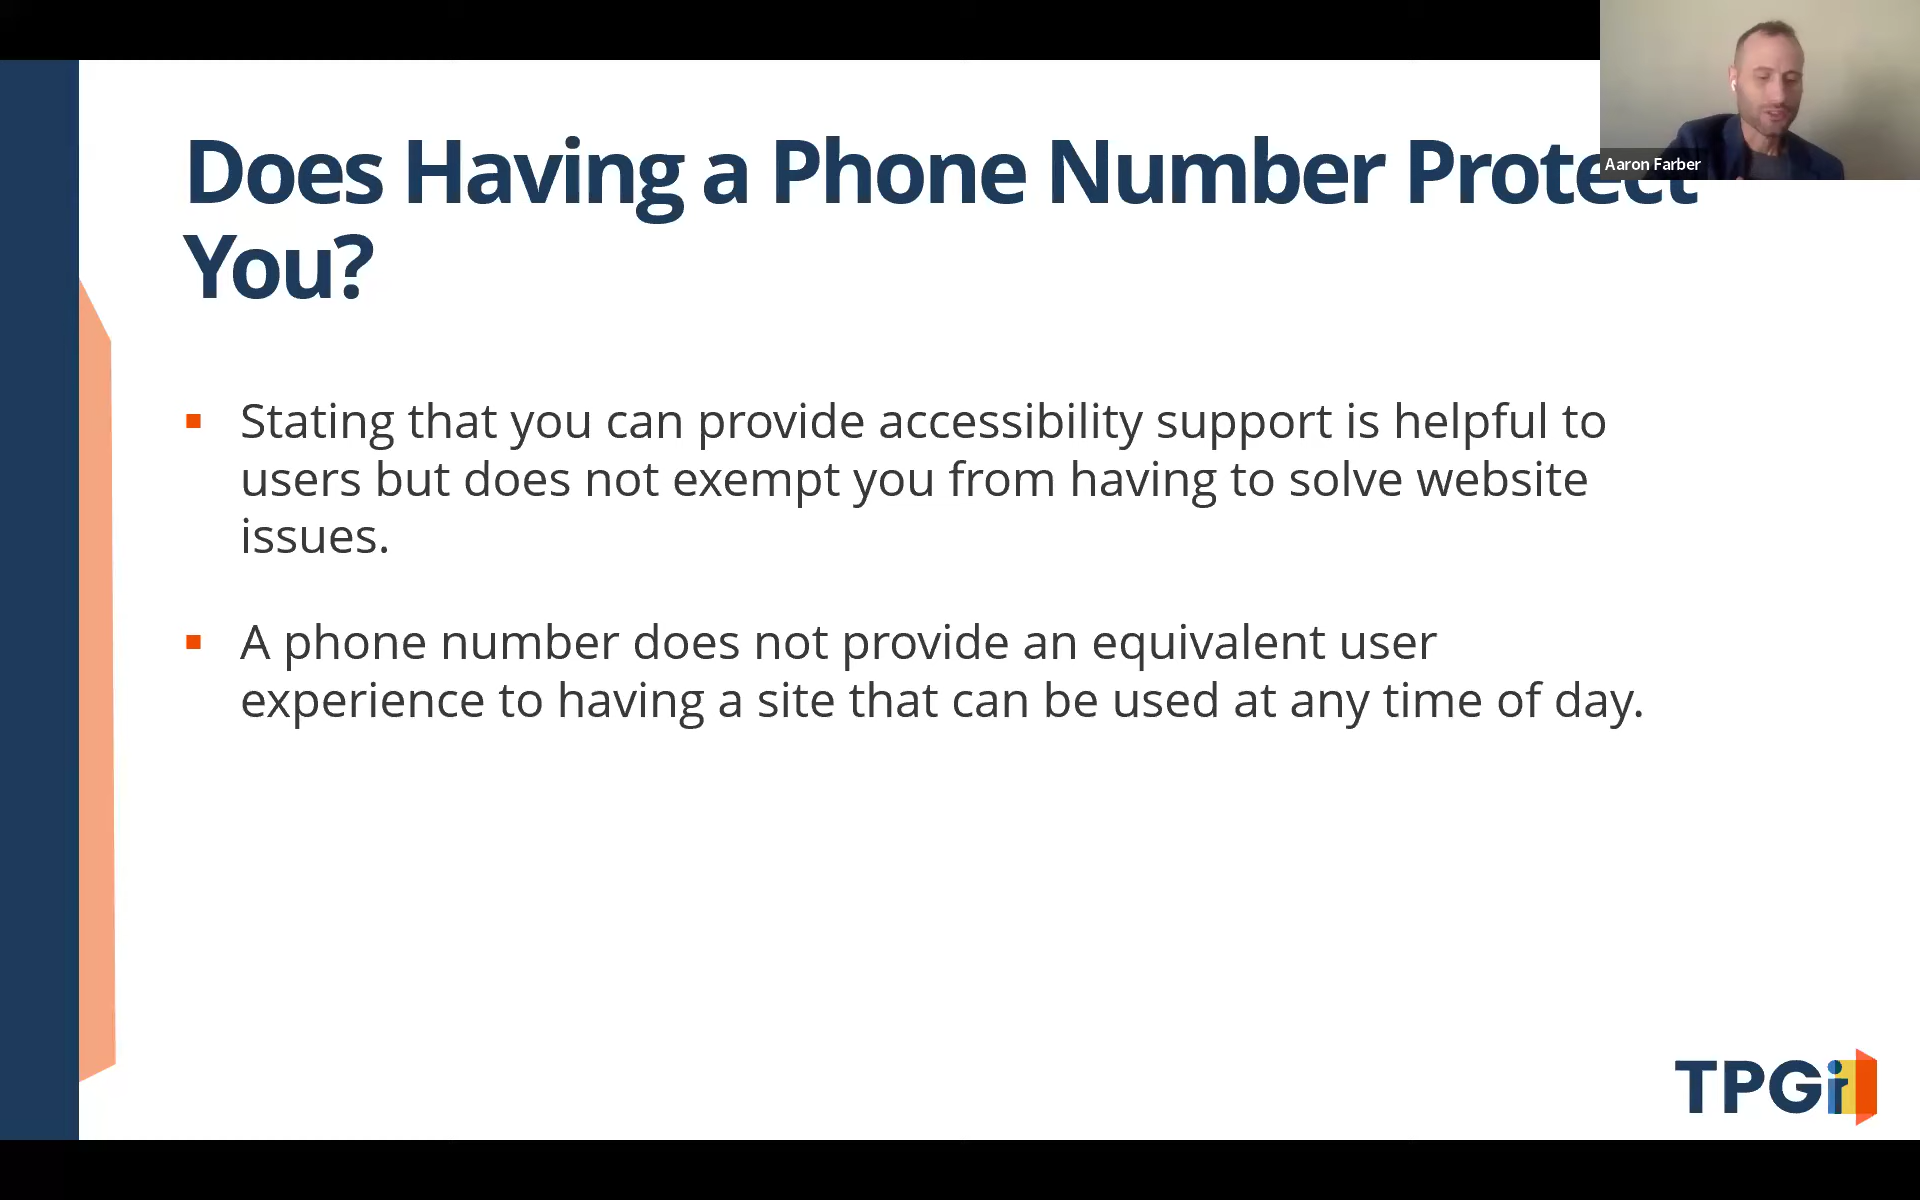 Does Having a Phone Number Protect
You?
Aaron Farber
Stating that you can provide accessibility support is helpful to
users but does not exempt you from having to solve website
issues.
A phone number does not provide an equivalent user
experience to having a site that can be used at any time of day.
TPGi